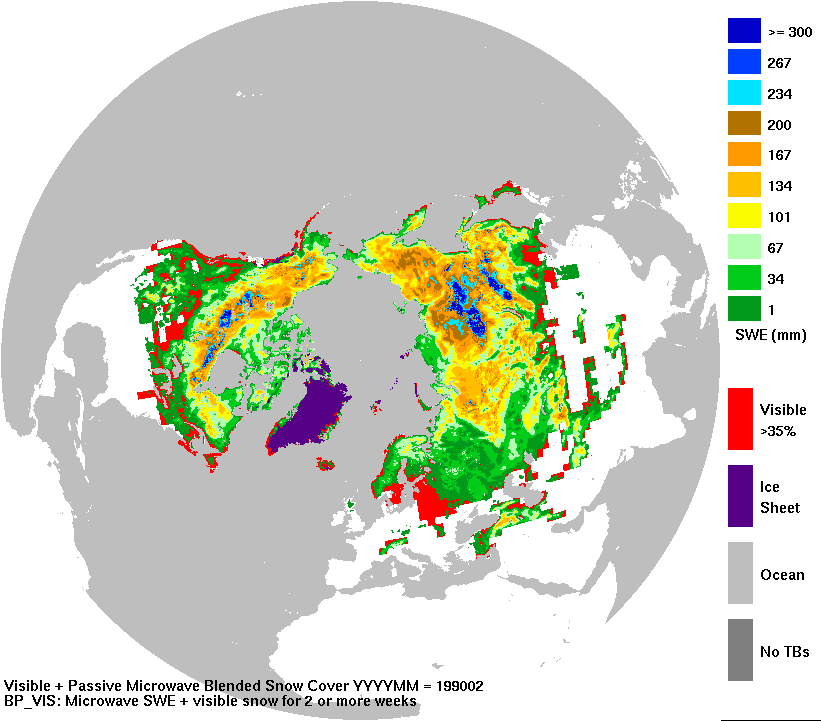 >= 300
267
234
200
167
134
101
67
34
1
SWE (mm)
Visible
>35%
Ice
Sheet
Ocean
No TBs
Visible + Passive Microwave Blended Snow Cover YYYYMM = 199002
BP_VIS: Microwave SWE + visible snow for 2 or more weeks